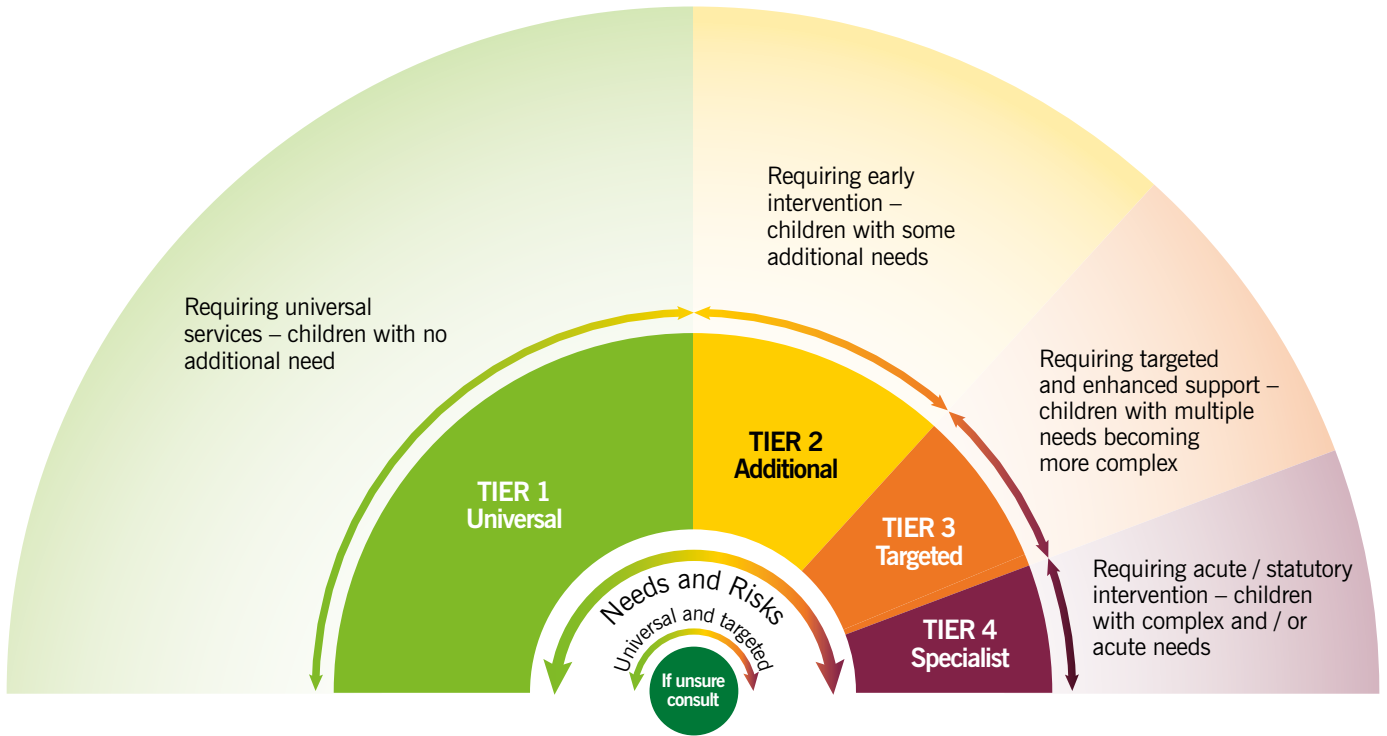 Requiring universal
services – children with no
additional need
Requiring early
intervention –
children with some
additional needs
Requiring targeted
and enhanced support –
children with multiple
needs becoming
more complex
Requiring acute / statutory
intervention – children
with complex and / or
acute needs
TIER 1
Universal
TIER 2
Additional
TIER 3
Targeted
TIER 4
Specialist
Needs and Risks
Universal and targeted
If unsure
consult